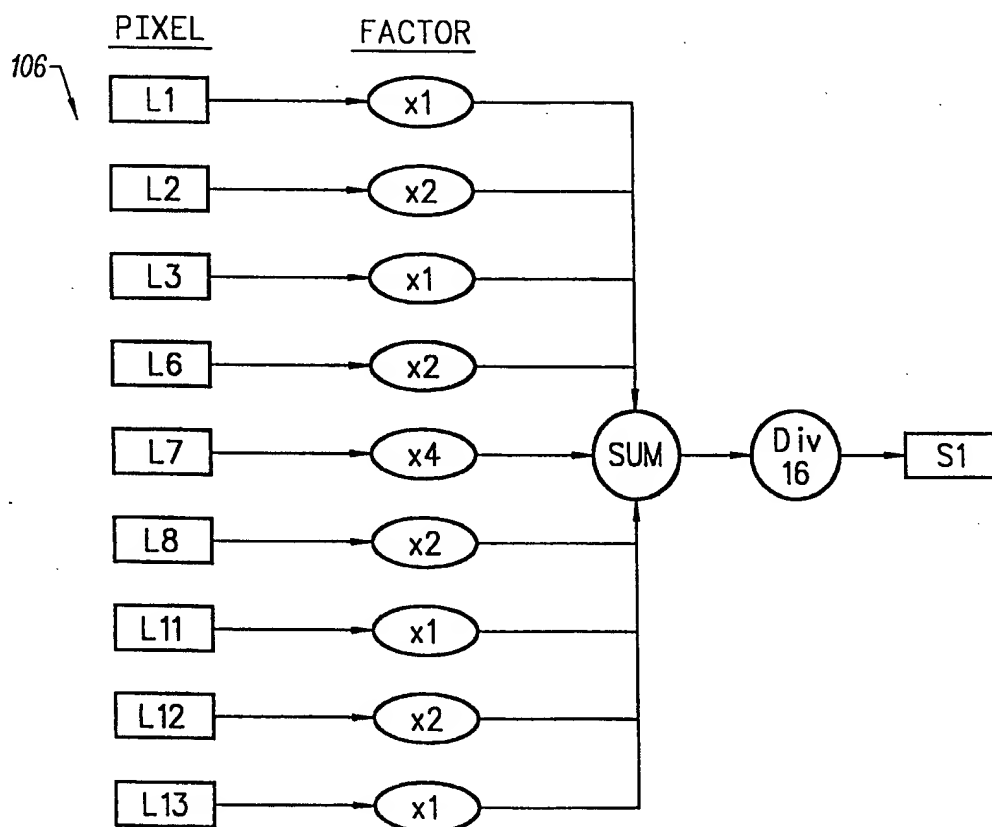 PIXEL FACTOR
106
L1 x1
L2 x2
L3 x1
L6 x2
L7 x4 SUM Div 16 S1
L8 x2
L11 x1
L12 x2
L13 x1